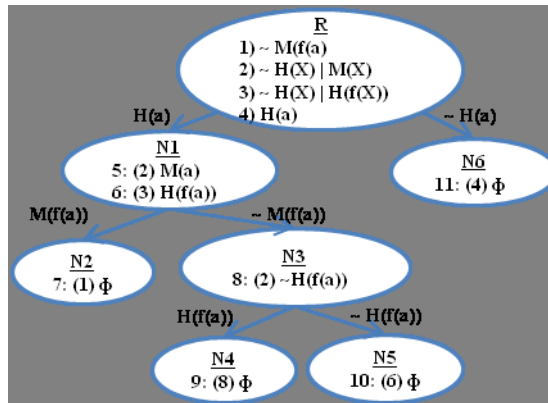 R
1) ~ M(f(a)
2) ~ H(X) | M(X)
3) ~ H(X) | H(f(X))
4) H(a)
H(a)
~ H(a)
N1
5: (2) M(a)
6: (3) H(f(a))
N6
11: (4) Φ
M(f(a))
~ M(f(a))
N2
7: (1) Φ
N3
8: (2) ~H(f(a))
H(f(a))
~ H(f(a))
N4
9: (8) Φ
N5
10: (6) Φ